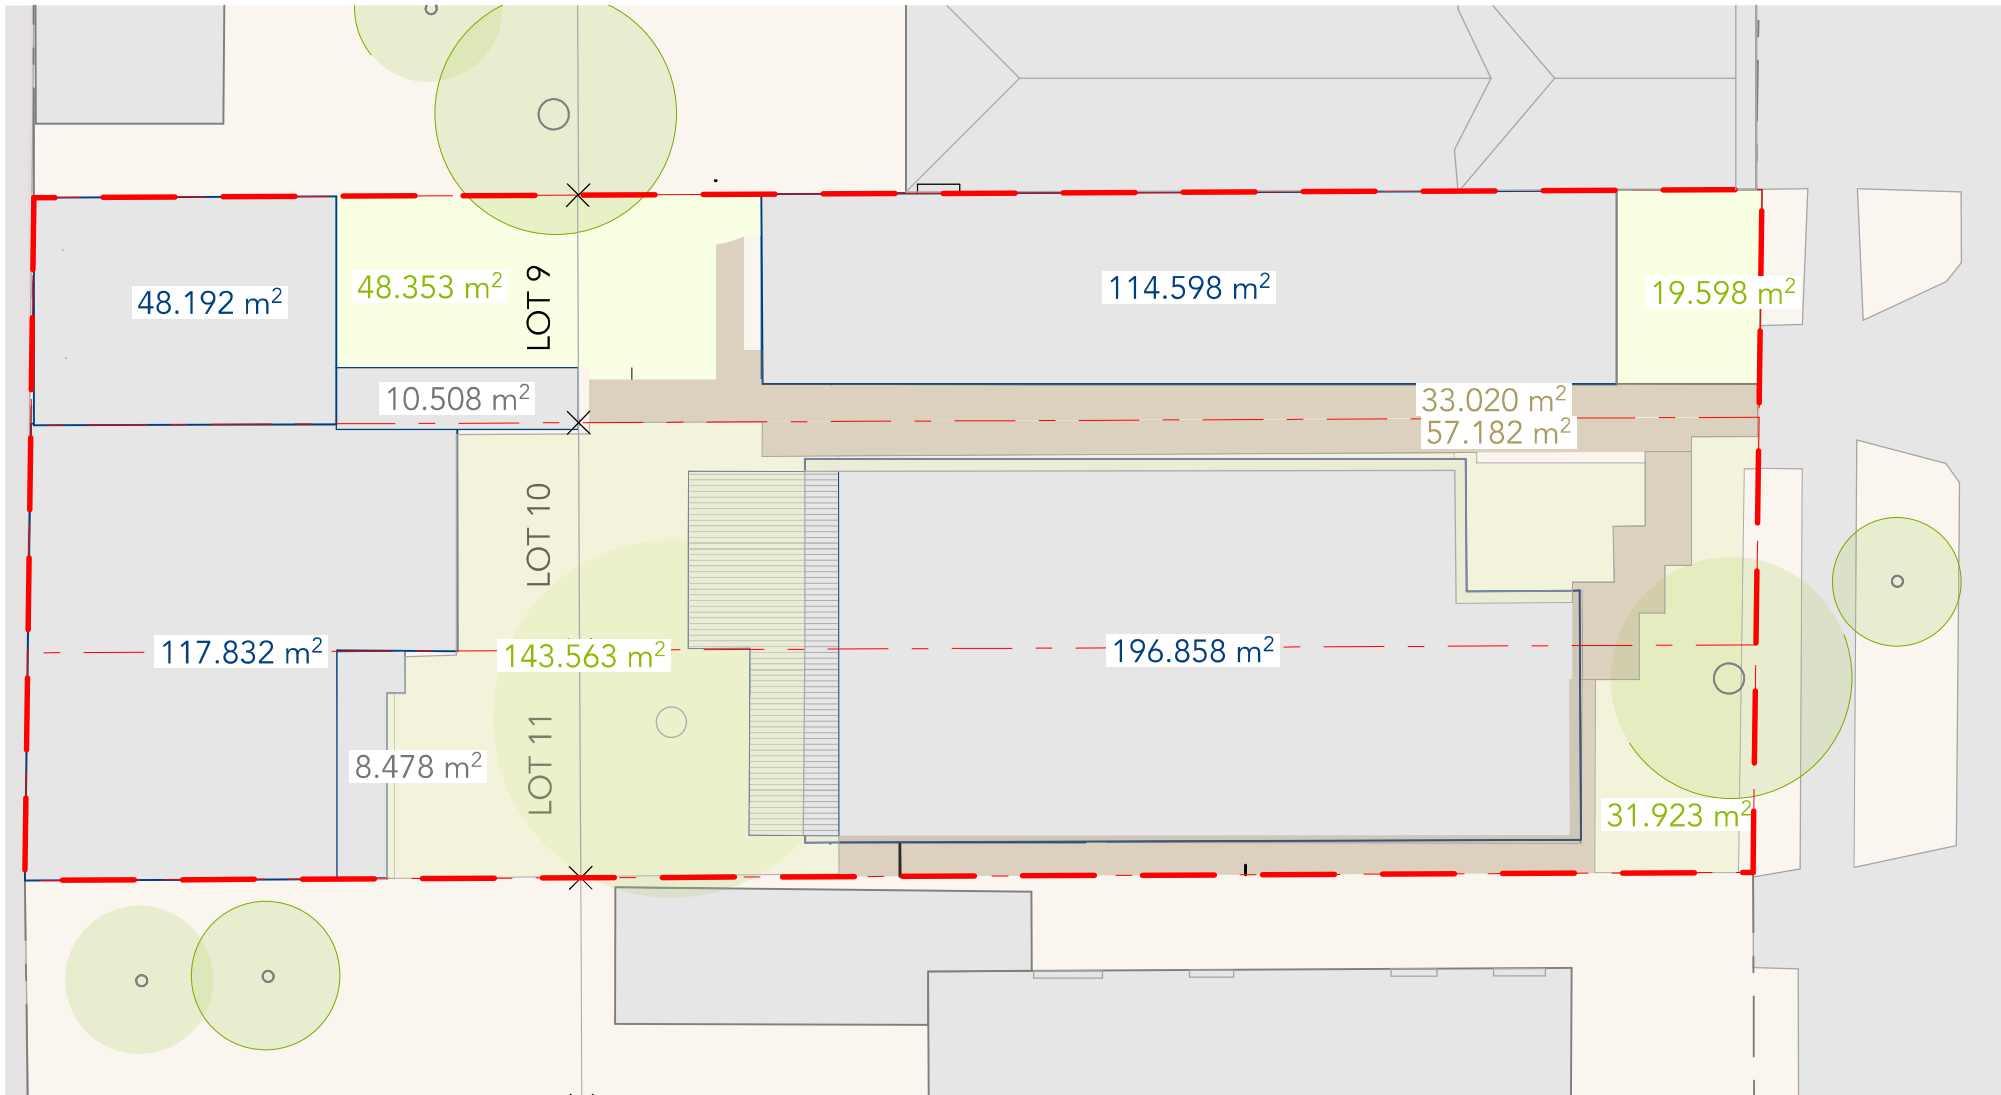 48.192 m²
48.353 m²
LOT 9
114.598 m²
19.598 m²
10.508 m²
33.020 m²
57.182 m²
LOT 10
117.832 m²
143.563 m²
196.858 m²
LOT 11
8.478 m²
31.923 m²